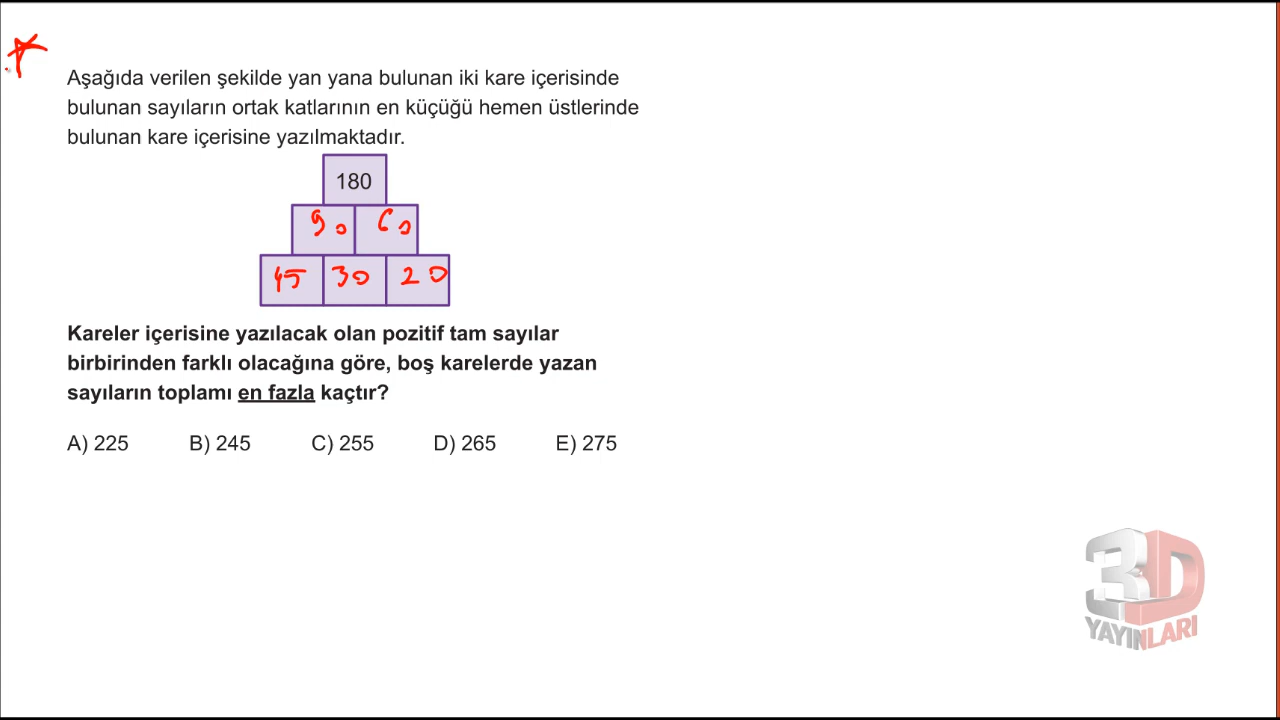 Aşağıda verilen şekilde yan yana bulunan iki kare içerisinde
bulunan sayıların ortak katlarının en küçüğü hemen üstlerinde
bulunan kare içerisine yazılmaktadır.
180
90 60
45 30 20
Kareler içerisine yazılacak olan pozitif tam sayılar
birbirinden farklı olacağına göre, boş karelerde yazan
sayıların toplamı en fazla kaçtır?
A) 225 B) 245 C) 255 D) 265 E) 275
3D
YAYINLARI